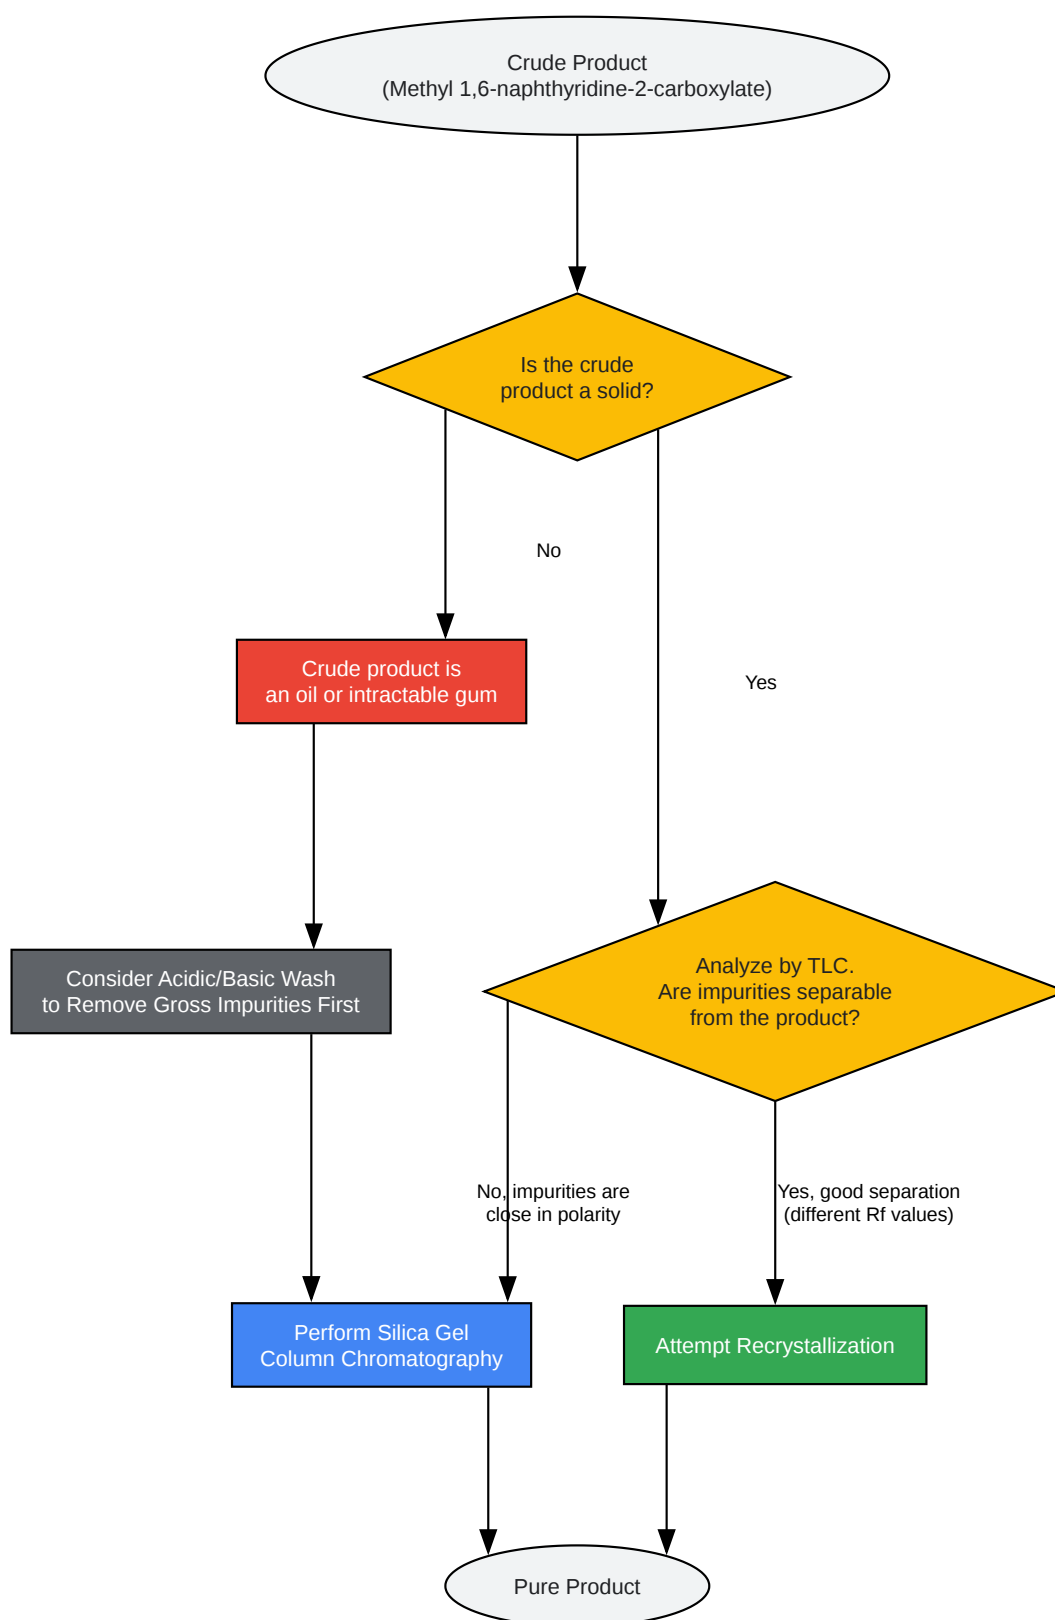 Crude Product
(Methyl 1,6-naphthyridine-2-carboxylate)
Is the crude
product a solid?
No
Crude product is
an oil or intractable gum
Yes
Consider Acidic/Basic Wash
to Remove Gross Impurities First
Analyze by TLC.
Are impurities separable
from the product?
No, impurities are
close in polarity
Yes, good separation
(different Rf values)
Perform Silica Gel
Column Chromatography
Attempt Recrystallization
Pure Product